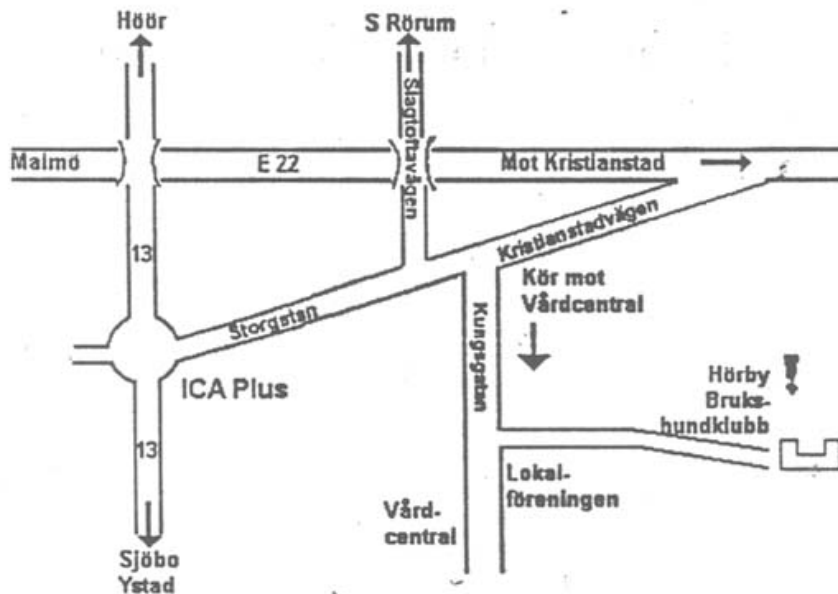 Höör
S Rörum
Slagtoftavägen
Malmö
E 22
Mot Kristianstad
13
Kristianstadvägen
Storgatan
Kör mot
Vårdcentral
Kungsgatan
ICA Plus
Hörby
Bruks-
hundklubb
13
Lokal-
föreningen
Vård-
central
Sjöbo
Ystad